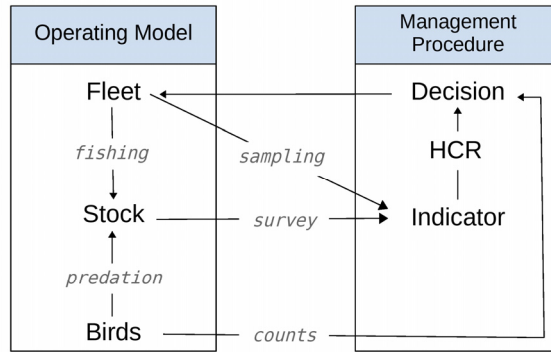 Operating Model
Management
Procedure
Fleet
Decision
fishing
sampling
HCR
Stock
survey
Indicator
predation
Birds
counts